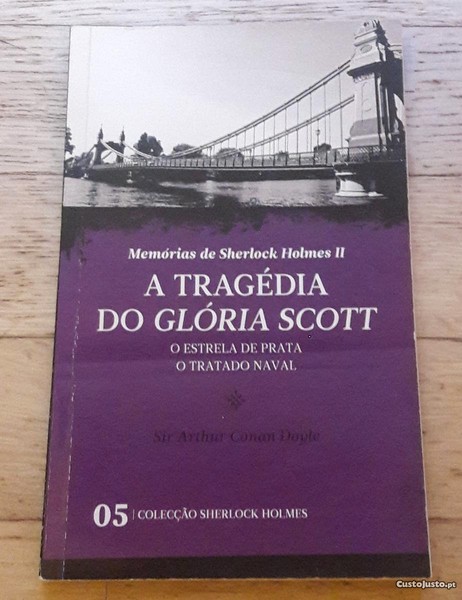 Memórias de Sherlock Holmes II
A TRAGÉDIA
DO GLÓRIA SCOTT
O ESTRELA DE PRATA
O TRATADO NAVAL
Sir Arthur Conan Doyle
05 | COLECÇÃO SHERLOCK HOLMES
CustoJusto.pt